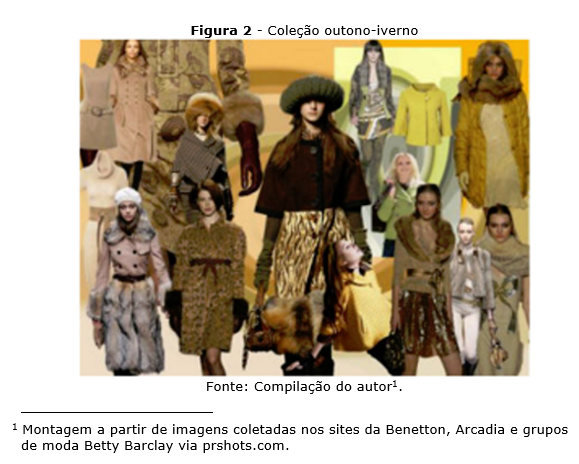 Figura 2 - Coleção outono-iverno
Fonte: Compilação do autor¹.
¹ Montagem a partir de imagens coletadas nos sites da Benetton, Arcadia e grupos
de moda Betty Barclay via prshots.com.